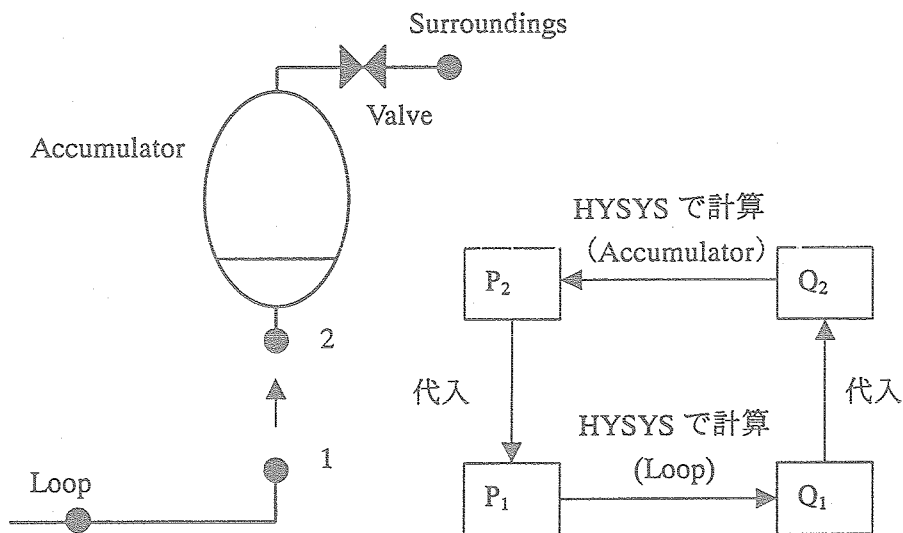 Surroundings
Valve
Accumulator
2
1
Loop
HYSYS で計算
(Accumulator)
P₂
Q₂
代入
代入
HYSYS で計算
(Loop)
P₁
Q₁